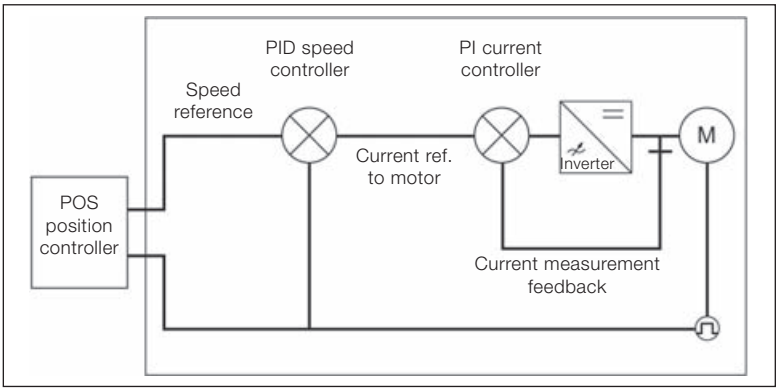 PID speed
controller
PI current
controller
Speed
reference
Current ref.
to motor
Inverter
M
POS
position
controller
Current measurement
feedback